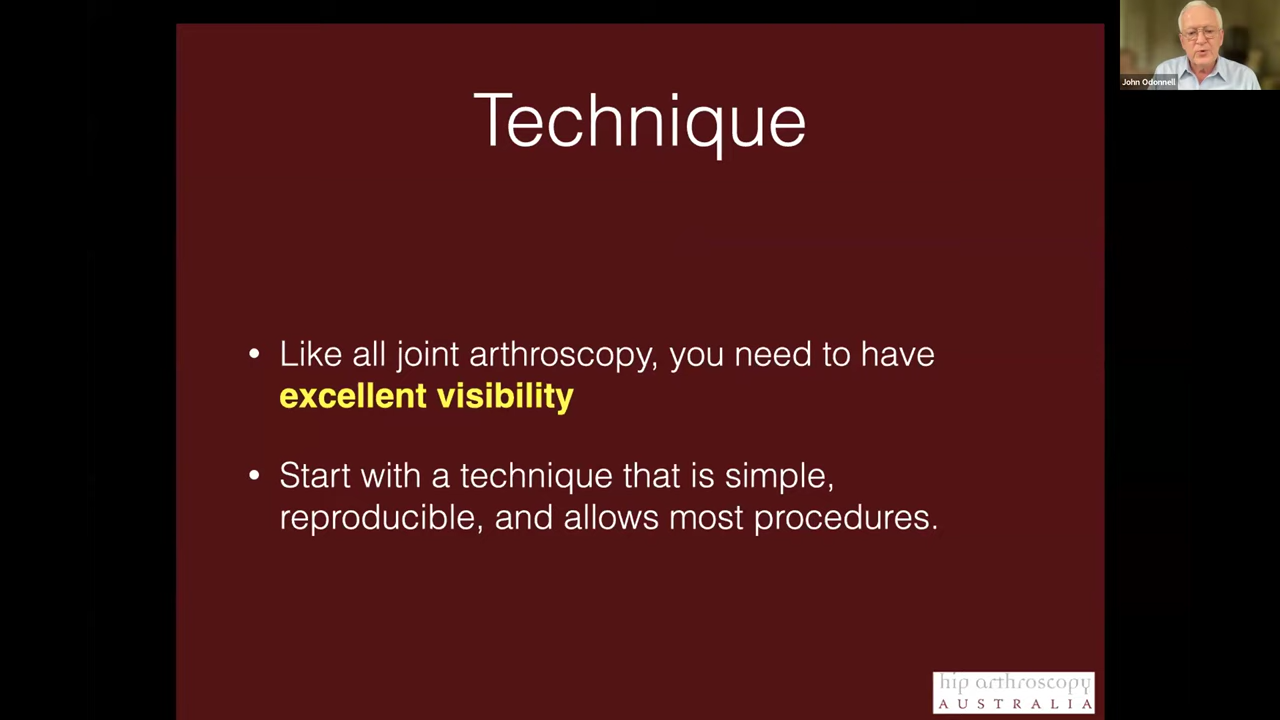 John Odonnell
Technique
• Like all joint arthroscopy, you need to have
excellent visibility
• Start with a technique that is simple,
reproducible, and allows most procedures.
hip arthroscopy
AUSTRALIA